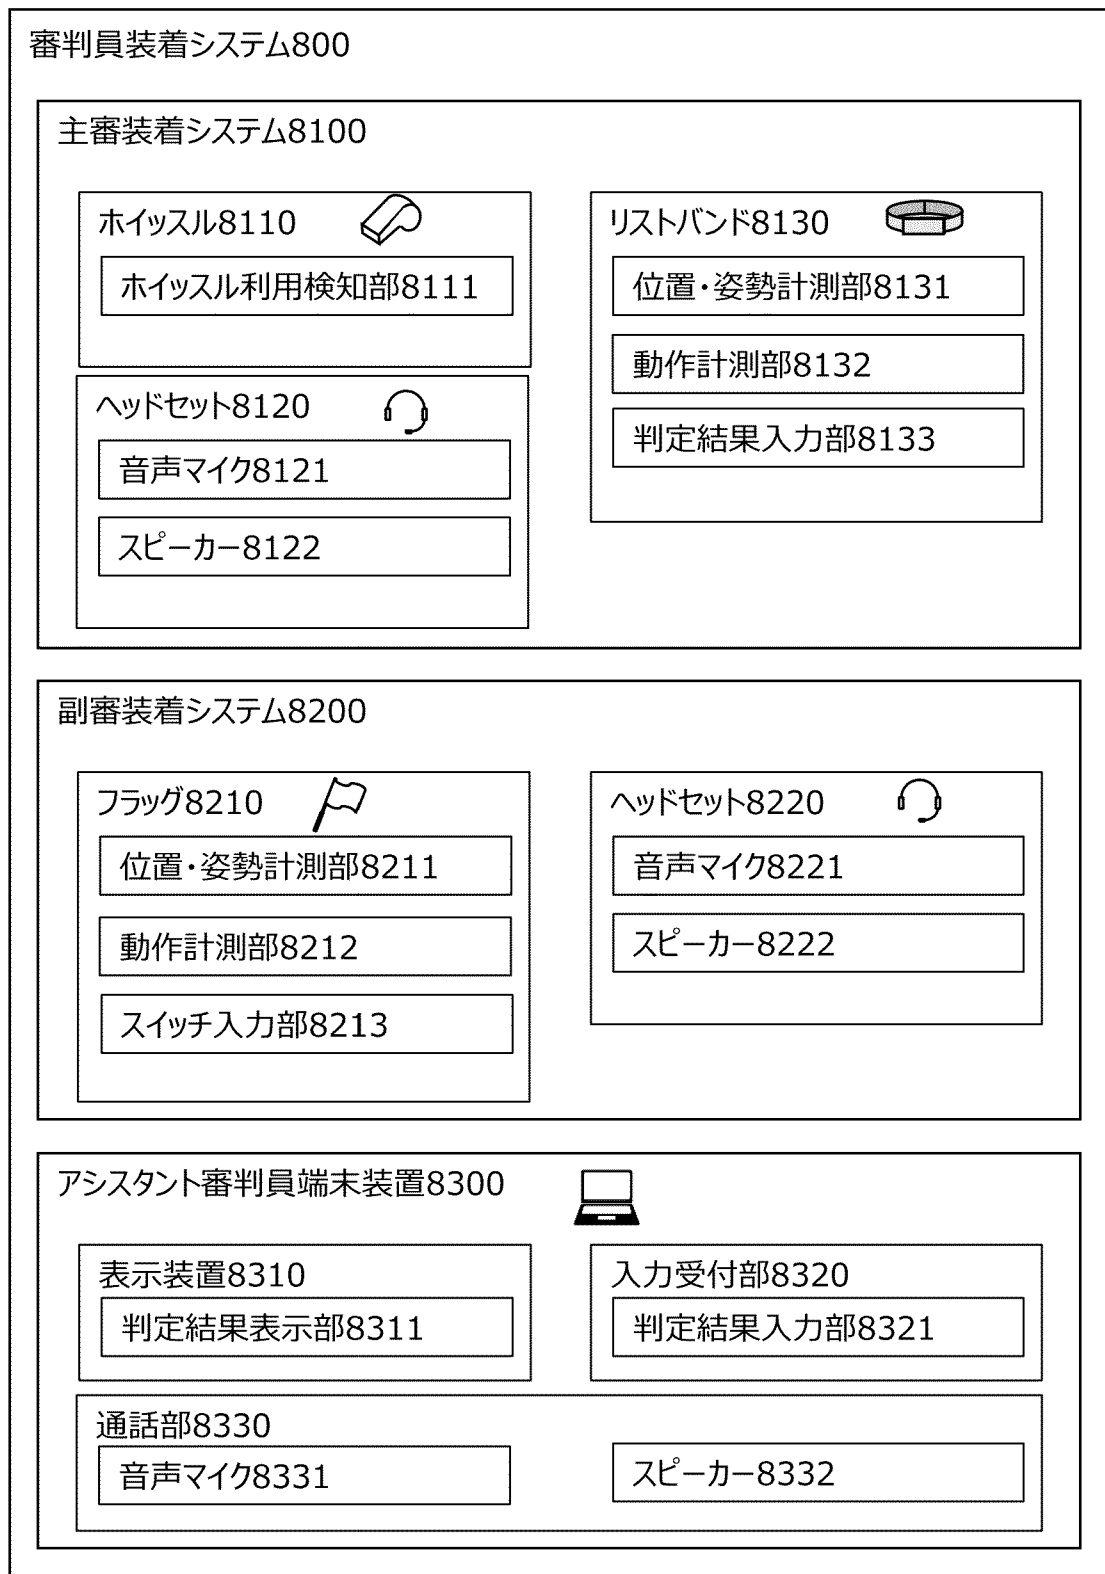 審判員装着システム800
主審装着システム8100
ホイッスル8110
ホイッスル利用検知部8111
ヘッドセット8120
音声マイク8121
スピーカー8122
リストバンド8130
位置・姿勢計測部8131
動作計測部8132
判定結果入力部8133
副審装着システム8200
フラッグ8210
位置・姿勢計測部8211
動作計測部8212
スイッチ入力部8213
ヘッドセット8220
音声マイク8221
スピーカー8222
アシスタント審判員端末装置8300
表示装置8310
判定結果表示部8311
入力受付部8320
判定結果入力部8321
通話部8330
音声マイク8331
スピーカー8332